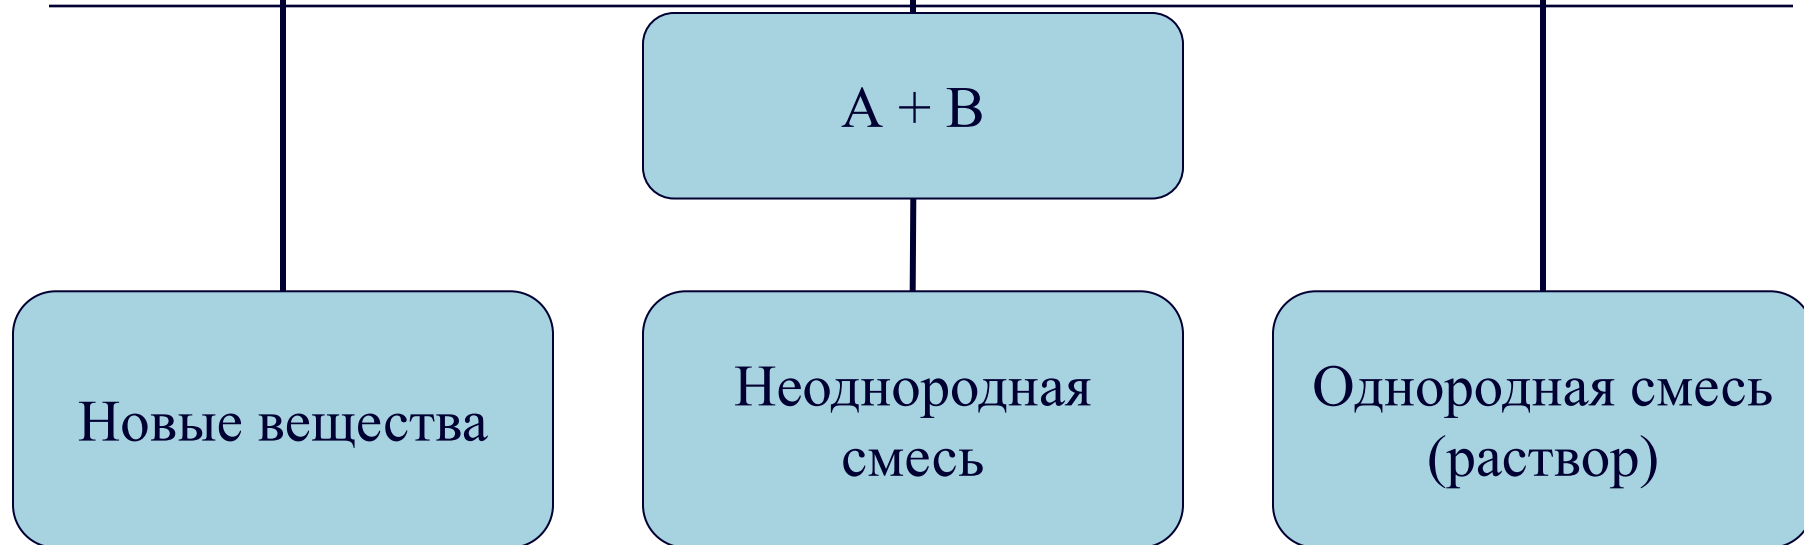 A + B
Новые вещества
Неоднородная
смесь
Однородная смесь
(раствор)